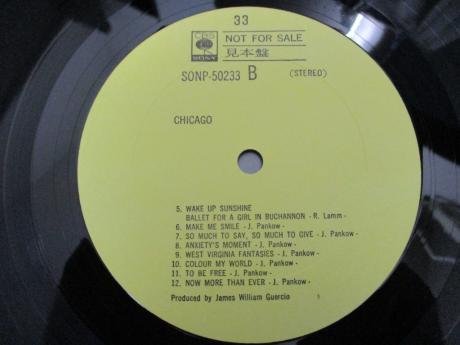 33
CBS
SONY
NOT FOR SALE
見本盤
SONP-50233 B (STEREO)
CHICAGO
5. WAKE UP SUNSHINE
BALLET FOR A GIRL IN BUCHANNON - R. Lamm -
6. MAKE ME SMILE - J. Pankow -
7. SO MUCH TO SAY, SO MUCH TO GIVE - J. Pankow -
8. ANXIETY'S MOMENT - J. Pankow -
9. WEST VIRGINIA FANTASIES - J. Pankow -
10. COLOUR MY WORLD - J. Pankow -
11. TO BE FREE - J. Pankow -
12. NOW MORE THAN EVER - J. Pankow -
Produced by James William Guercio